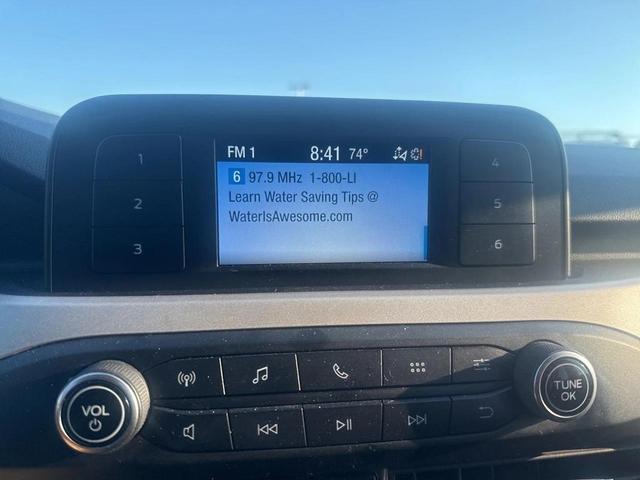 FM 1 8:41 74°
6 97.9 MHz 1-800-LI
Learn Water Saving Tips @
WaterIsAwesome.com
1
2
3
4
5
6
VOL
TUNE
OK